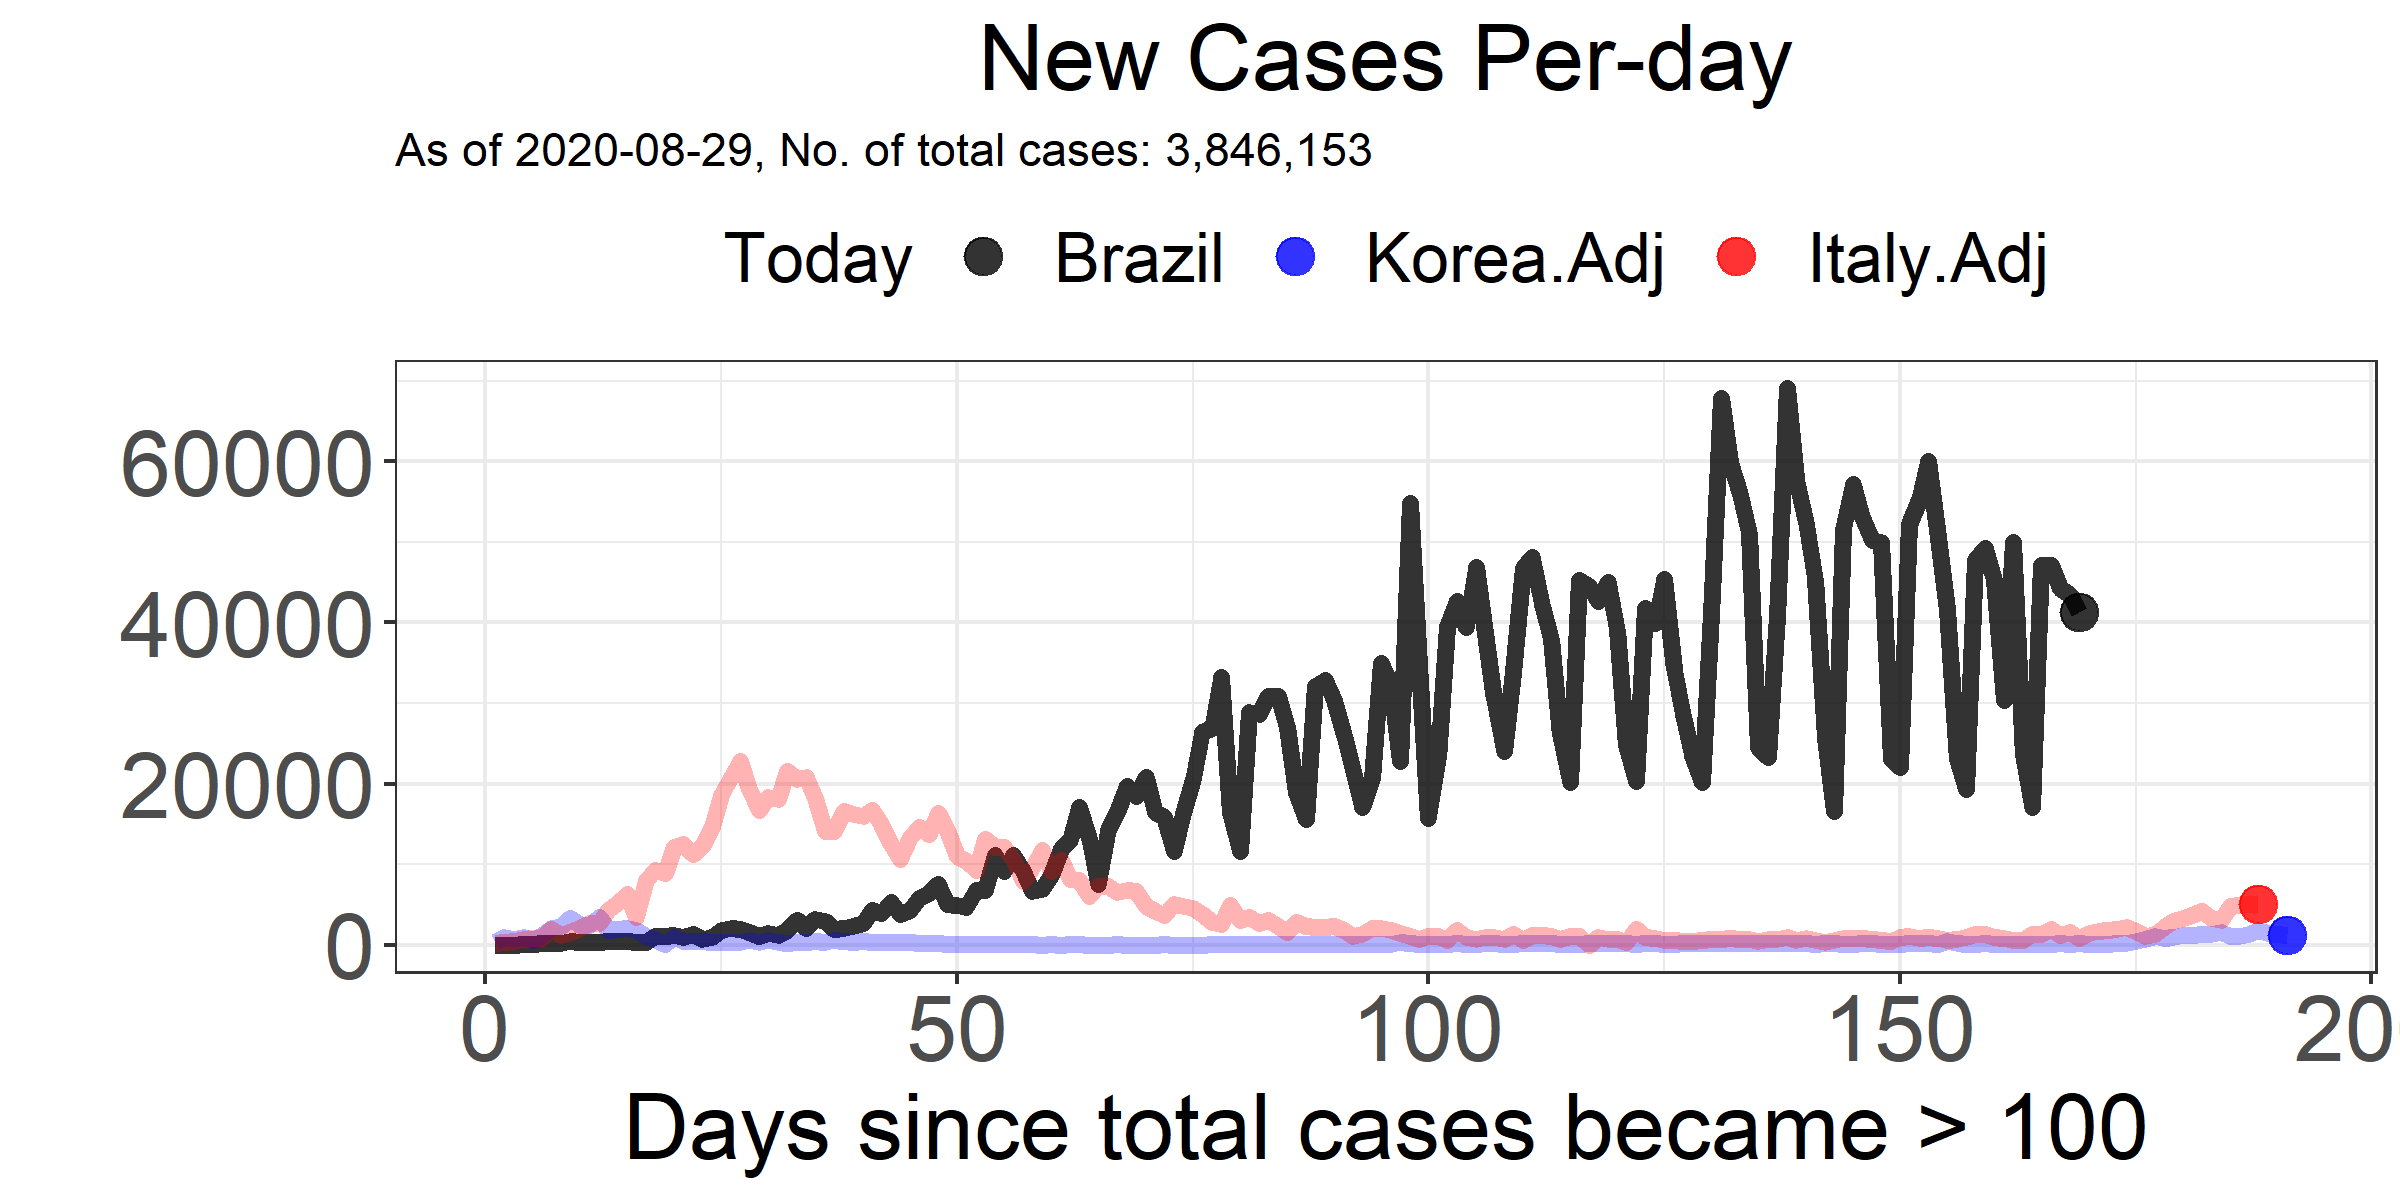 New Cases Per-day
As of 2020-08-29, No. of total cases: 3,846,153
Today Brazil Korea.Adj Italy.Adj
60000
40000
20000
0
0 50 100 150 20
Days since total cases became > 100